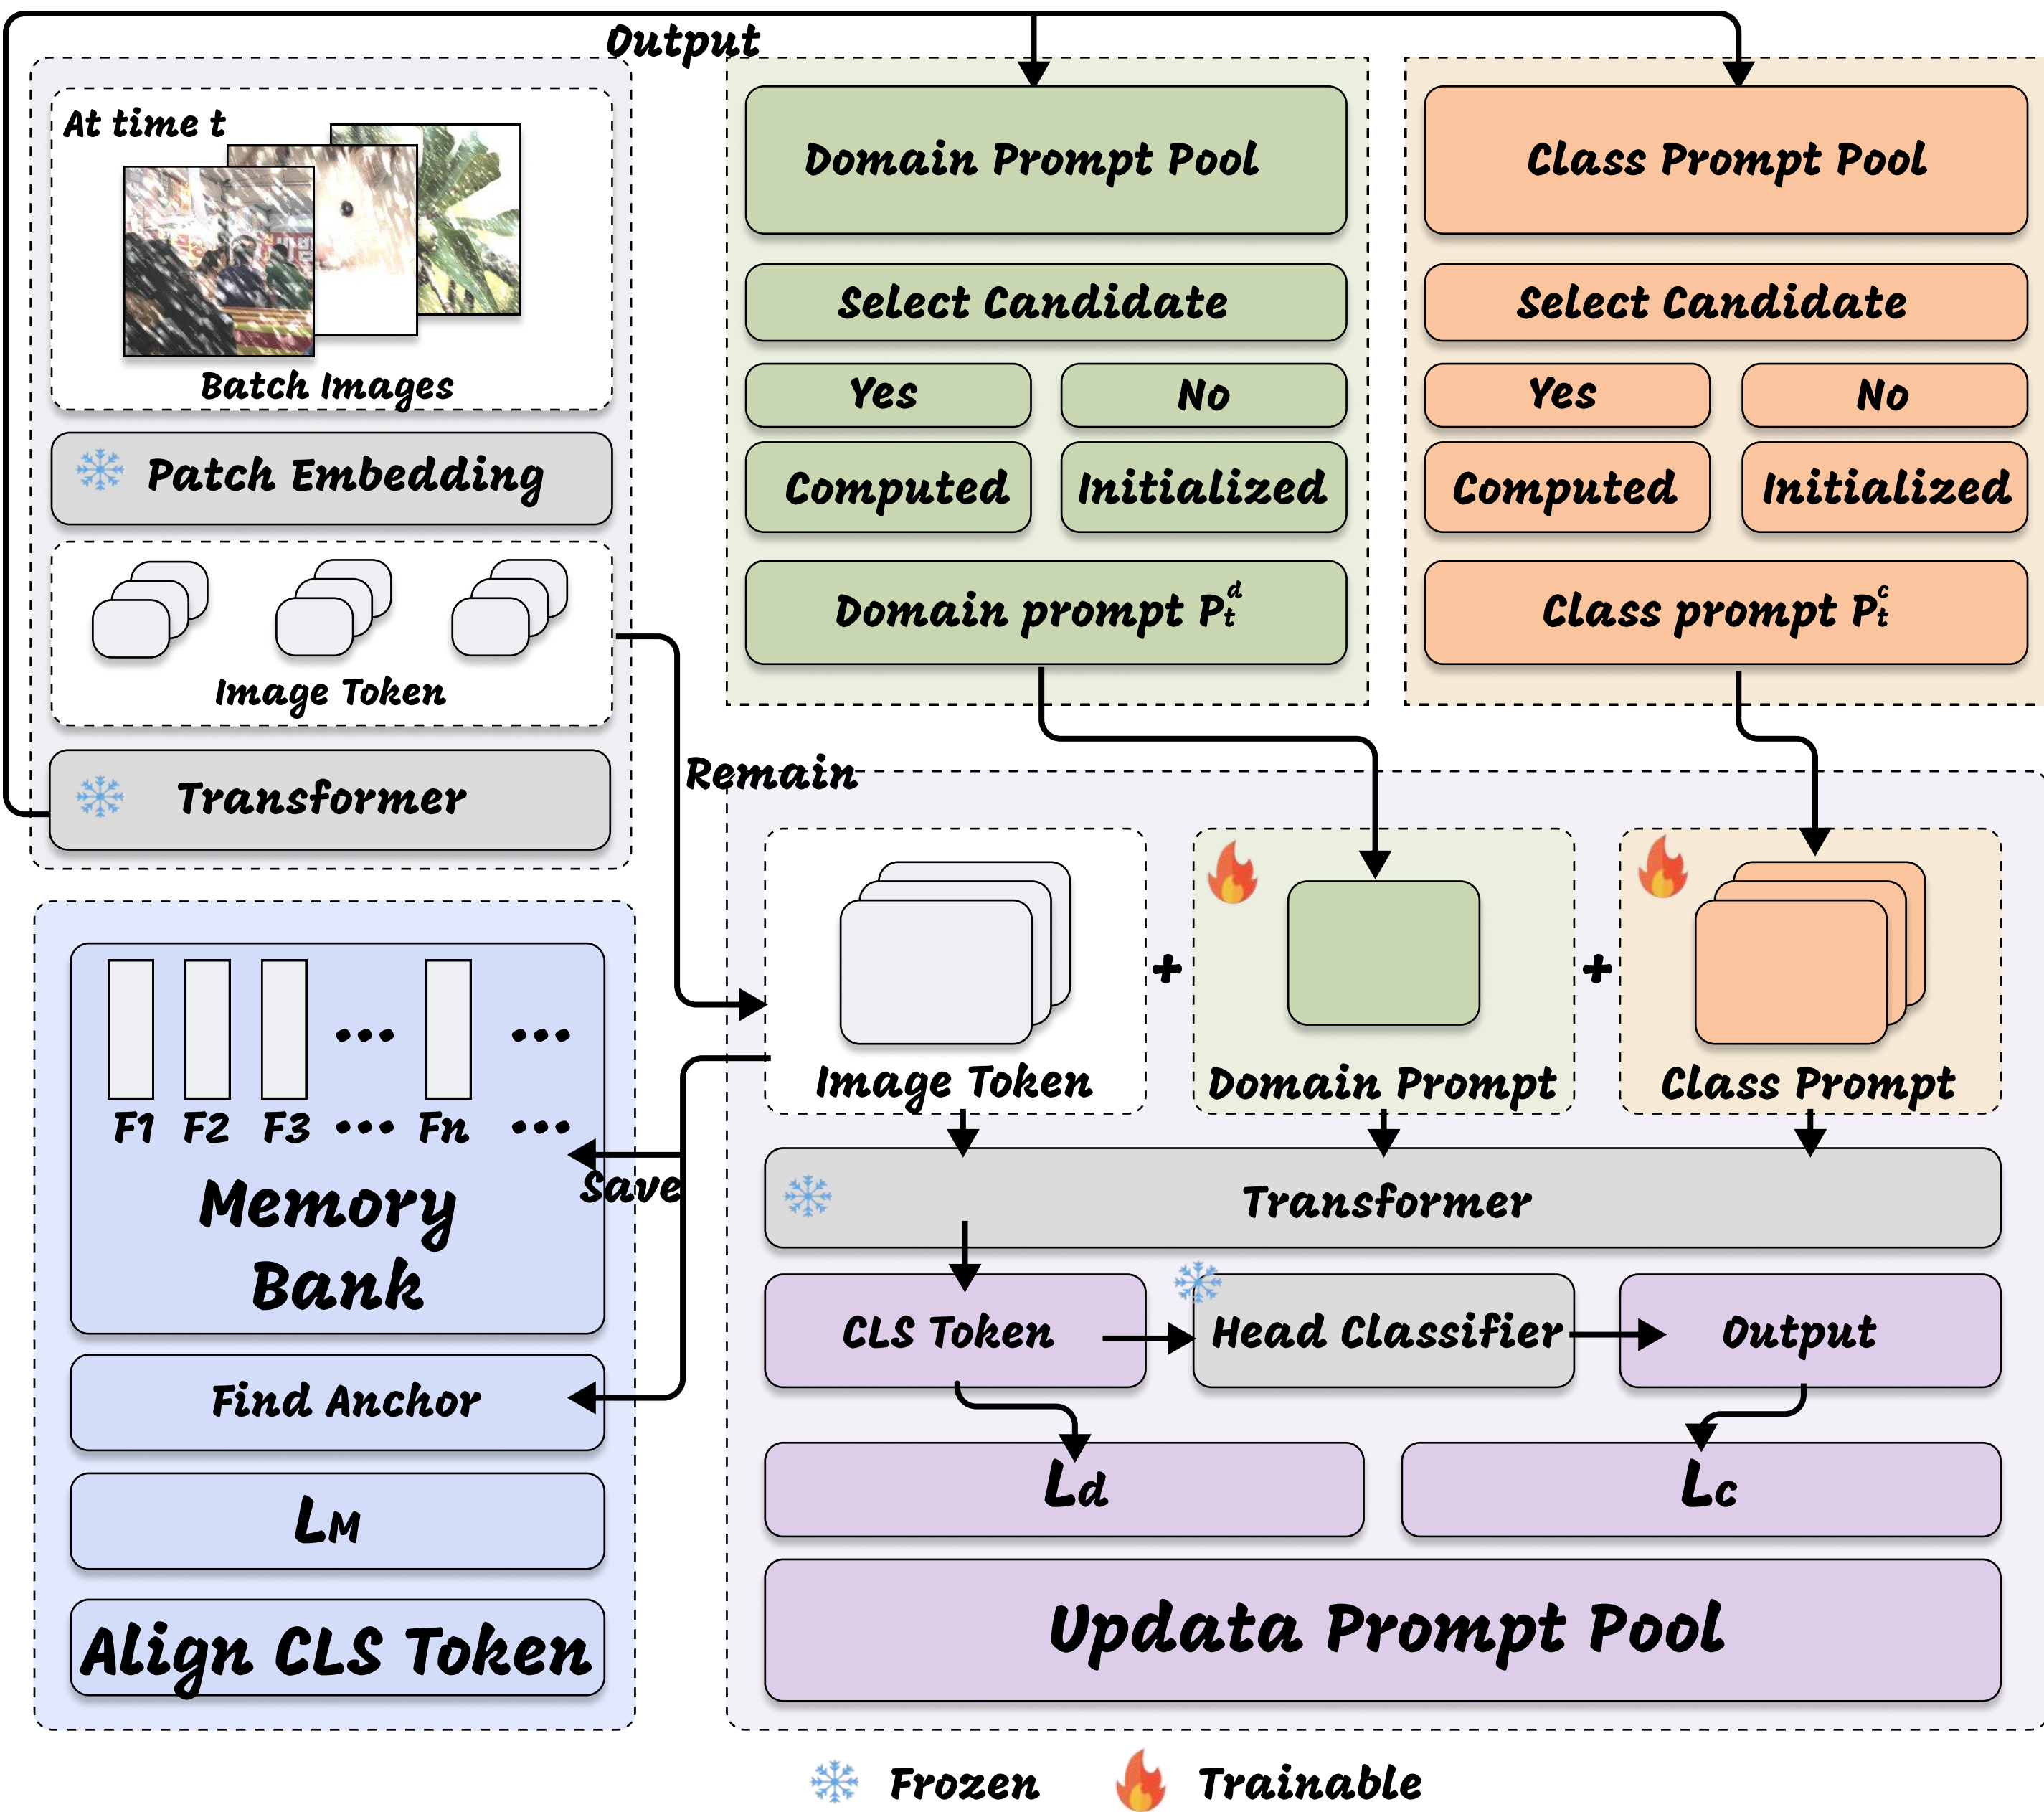 Output
At time t
Batch Images
Patch Embedding
Image Token
Transformer
Domain Prompt Pool
Select Candidate
Yes
No
Computed
Initialized
Domain prompt P_t^d
Class Prompt Pool
Select Candidate
Yes
No
Computed
Initialized
Class prompt P_t^c
Remain
Image Token
+
Domain Prompt
+
Class Prompt
Transformer
CLS Token
Head Classifier
Output
Ld
Lc
Updata Prompt Pool
F1 F2 F3 ••• Fn •••
Save
Memory
Bank
Find Anchor
LM
Align CLS Token
Frozen
Trainable